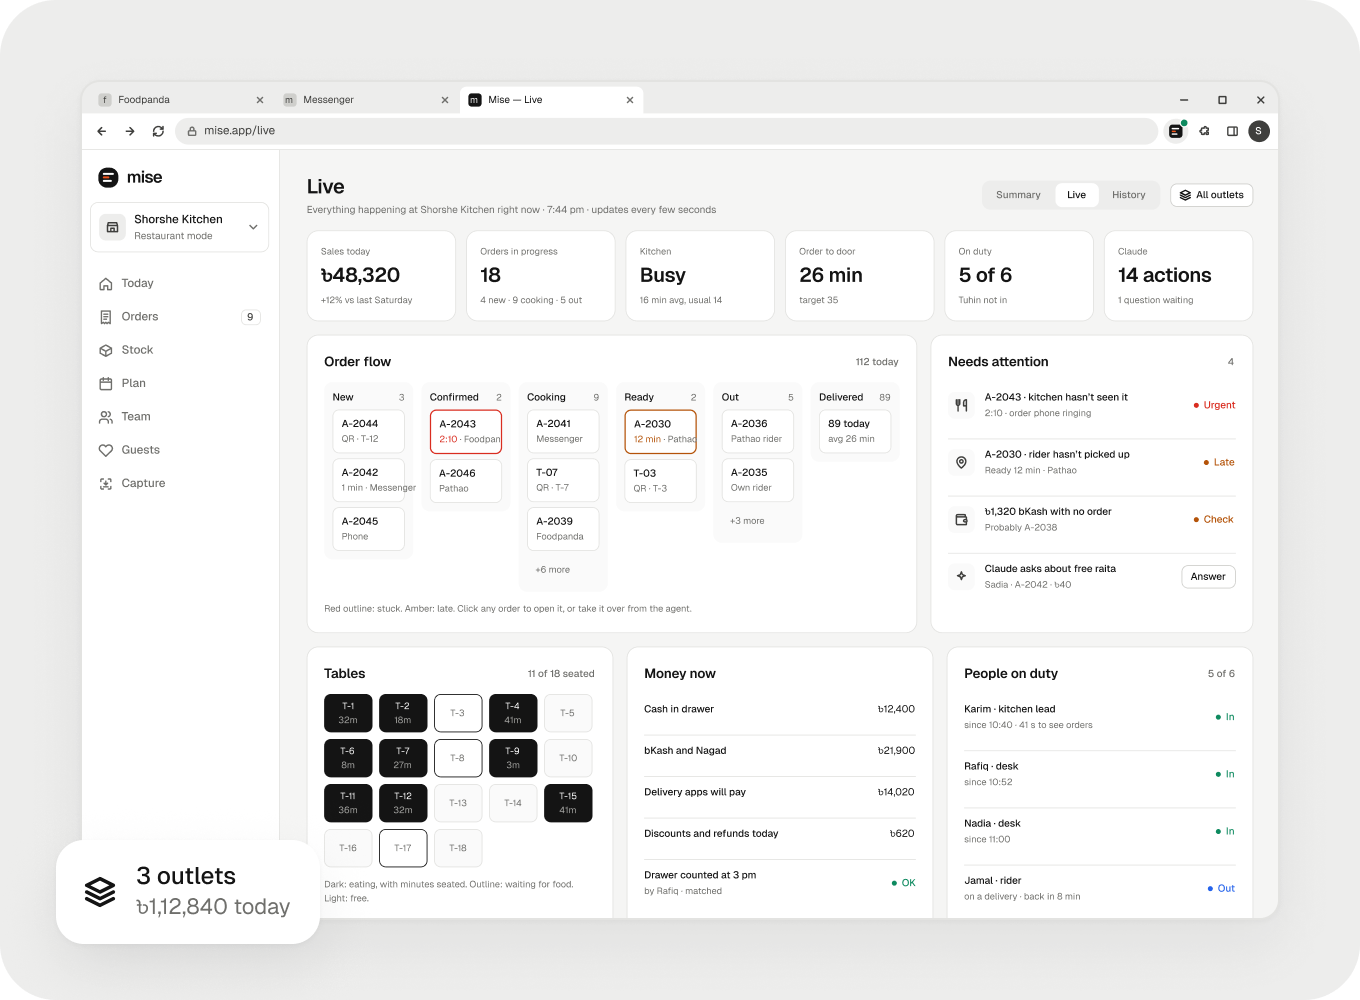 Foodpanda
Messenger
Mise — Live
mise.app/live
S
mise
Shorshe Kitchen
Restaurant mode
Today
Orders 9
Stock
Plan
Team
Guests
Capture
Live
Everything happening at Shorshe Kitchen right now · 7:44 pm · updates every few seconds
Summary Live History
All outlets
Sales today
৳48,320
+12% vs last Saturday
Orders in progress
18
4 new · 9 cooking · 5 out
Kitchen
Busy
16 min avg, usual 14
Order to door
26 min
target 35
On duty
5 of 6
Tuhin not in
Claude
14 actions
1 question waiting
Order flow 112 today
New 3
A-2044
QR · T-12
A-2042
1 min · Messenger
A-2045
Phone
Confirmed 2
A-2043
2:10 · Foodpan
A-2046
Pathao
Cooking 9
A-2041
Messenger
T-07
QR · T-7
A-2039
Foodpanda
+6 more
Ready 2
A-2030
12 min · Pathao
T-03
QR · T-3
Out 5
A-2036
Pathao rider
A-2035
Own rider
+3 more
Delivered 89
89 today
avg 26 min
Red outline: stuck. Amber: late. Click any order to open it, or take it over from the agent.
Needs attention 4
A-2043 · kitchen hasn't seen it
2:10 · order phone ringing
Urgent
A-2030 · rider hasn't picked up
Ready 12 min · Pathao
Late
৳1,320 bKash with no order
Probably A-2038
Check
Claude asks about free raita
Sadia · A-2042 · ৳40
Answer
Tables 11 of 18 seated
T-1 T-2 T-3 T-4 T-5
32m 18m 41m
T-6 T-7 T-8 T-9 T-10
8m 27m 3m
T-11 T-12 T-13 T-14 T-15
36m 32m 41m
T-16 T-17 T-18
Dark: eating, with minutes seated. Outline: waiting for food.
Light: free.
Money now
Cash in drawer ৳12,400
bKash and Nagad ৳21,900
Delivery apps will pay ৳14,020
Discounts and refunds today ৳620
Drawer counted at 3 pm
by Rafiq · matched
OK
People on duty 5 of 6
Karim · kitchen lead
since 10:40 · 41 s to see orders
In
Rafiq · desk
since 10:52
In
Nadia · desk
since 11:00
In
Jamal · rider
on a delivery · back in 8 min
Out
3 outlets
৳1,12,840 today